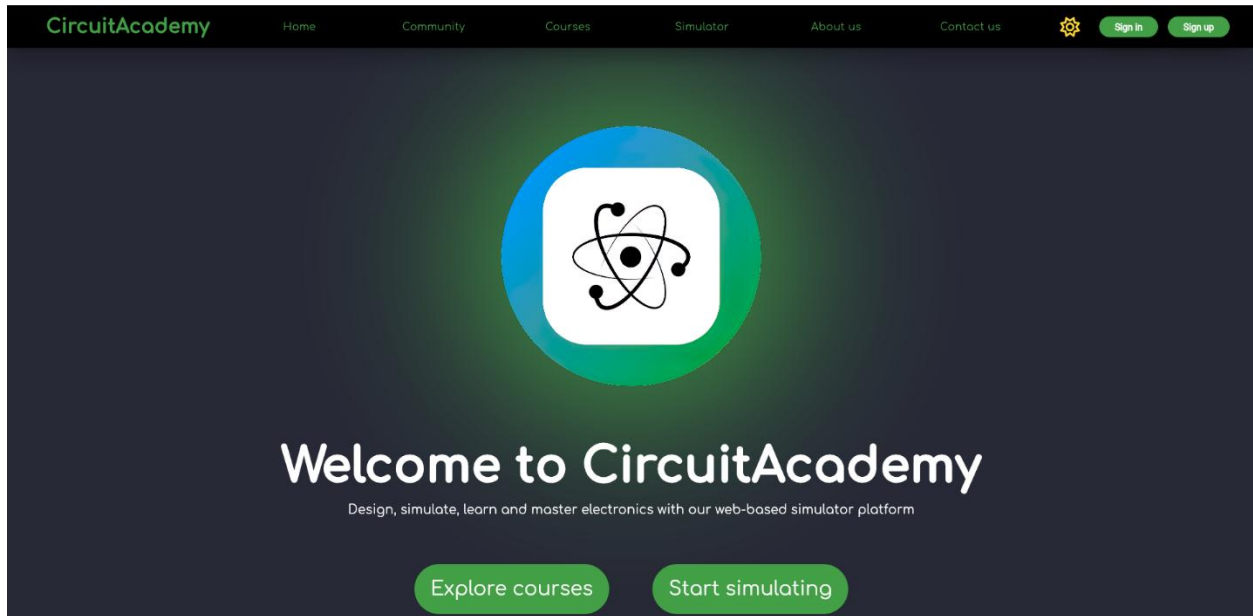 CircuitAcademy Home Community Courses Simulator About us Contact us Sign in Sign up
Welcome to CircuitAcademy
Design, simulate, learn and master electronics with our web-based simulator platform
Explore courses Start simulating